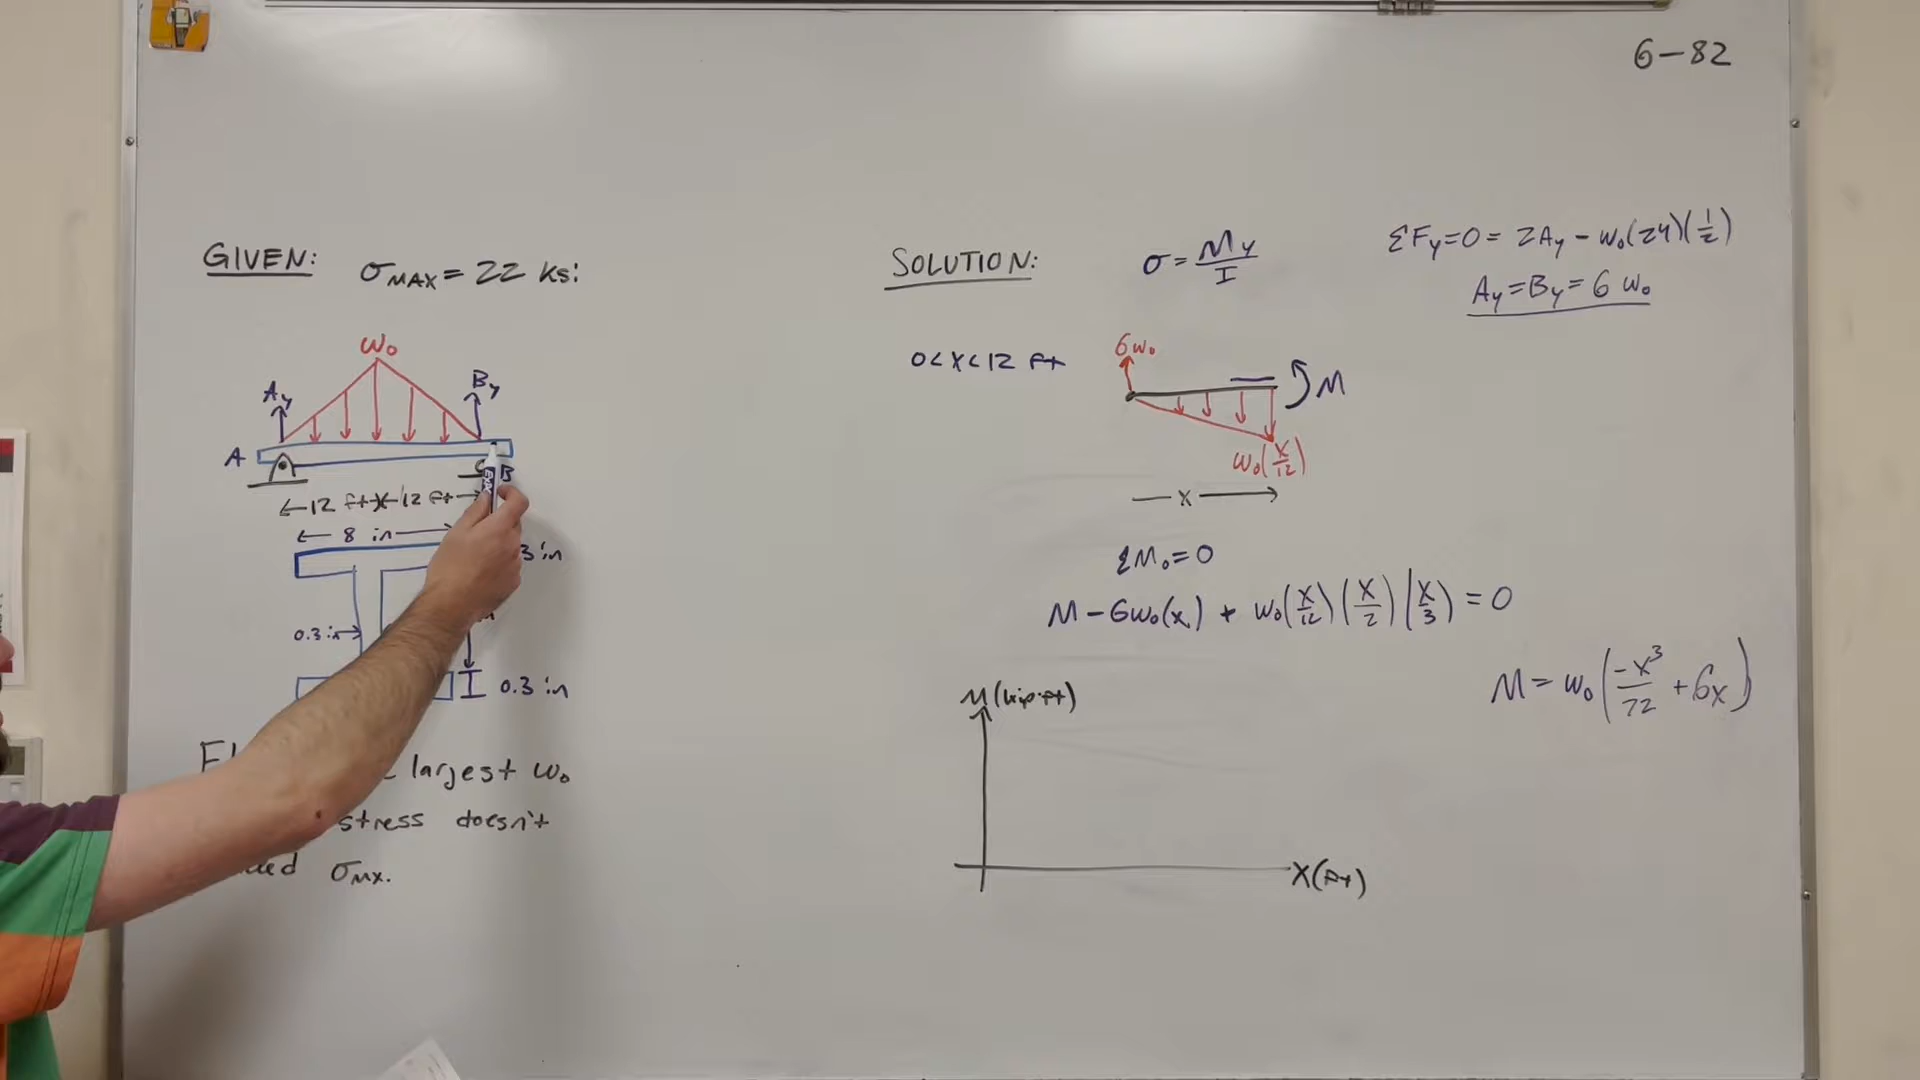 6-82
GIVEN: σMAX = 22 ksi
w₀
Ay
By
A
B
12 ft 12 ft
8 in
3 in
0.3 in
0.3 in
largest w₀
stress doesn't
σMX.
SOLUTION: σ = My/I
ΣFy=0= 2Ay - w₀(24)(1/2)
Ay=By= 6 w₀
0<x<12 ft
6w₀
M
w₀(x/12)
x
ΣM₀=0
M - 6w₀(x) + w₀(x/12)(x/2)(x/3) = 0
M = w₀(-x³/72 + 6x)
M(kip·ft)
X(ft)